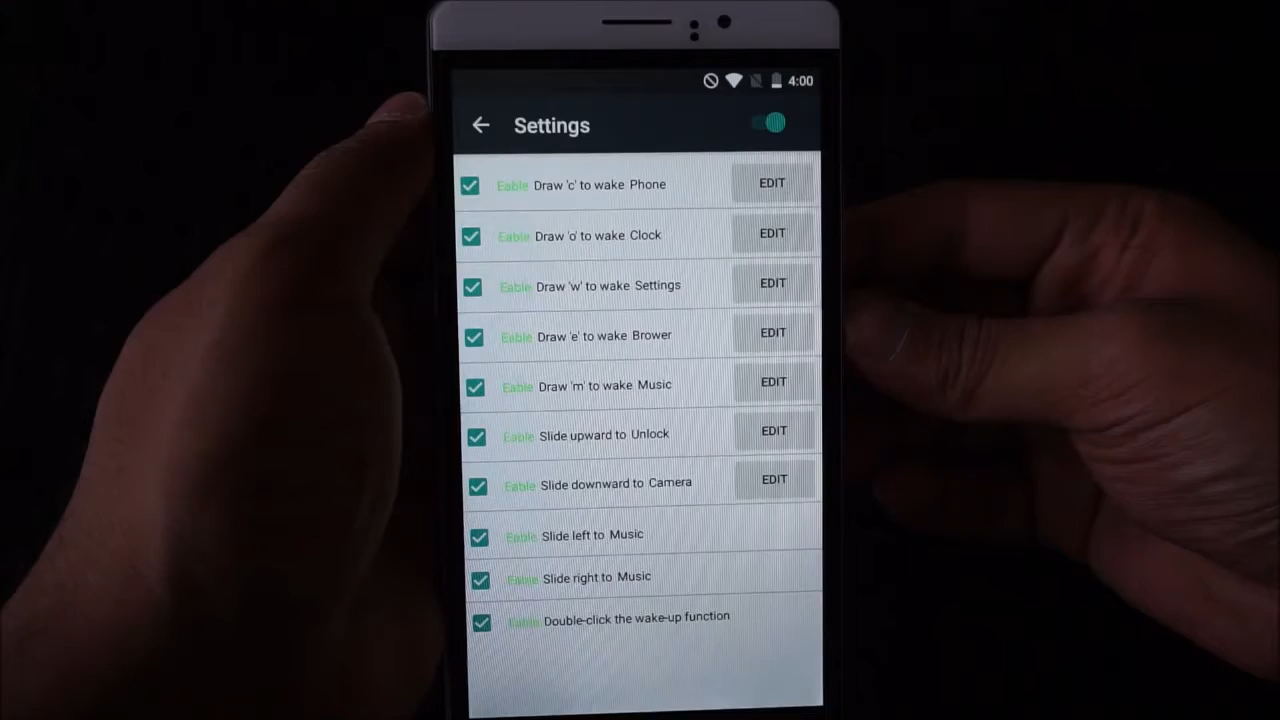 4:00
Settings
Eable Draw 'c' to wake Phone EDIT
Eable Draw 'o' to wake Clock EDIT
Eable Draw 'w' to wake Settings EDIT
Eable Draw 'e' to wake Brower EDIT
Eable Draw 'm' to wake Music EDIT
Eable Slide upward to Unlock EDIT
Eable Slide downward to Camera EDIT
Eable Slide left to Music
Eable Slide right to Music
Eable Double-click the wake-up function